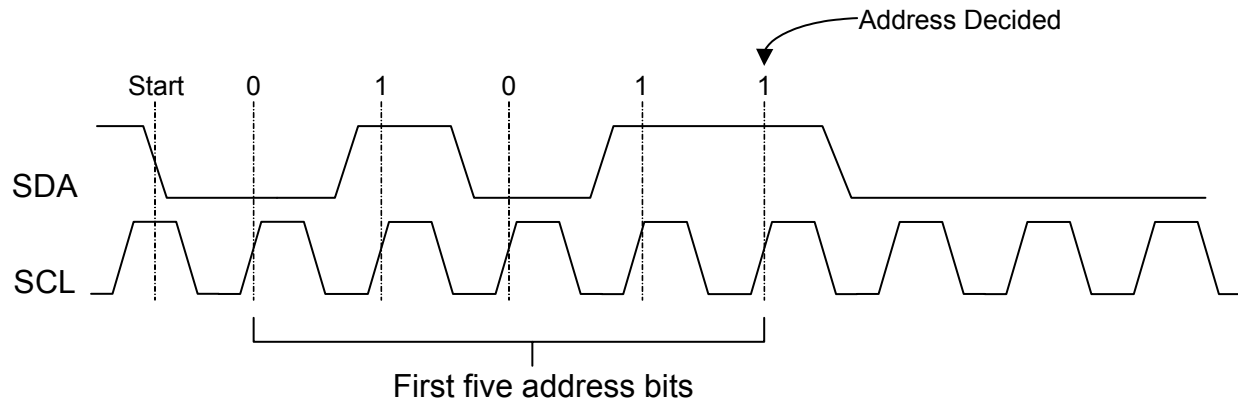 Address Decided
Start 0 1 0 1 1
SDA
SCL
First five address bits